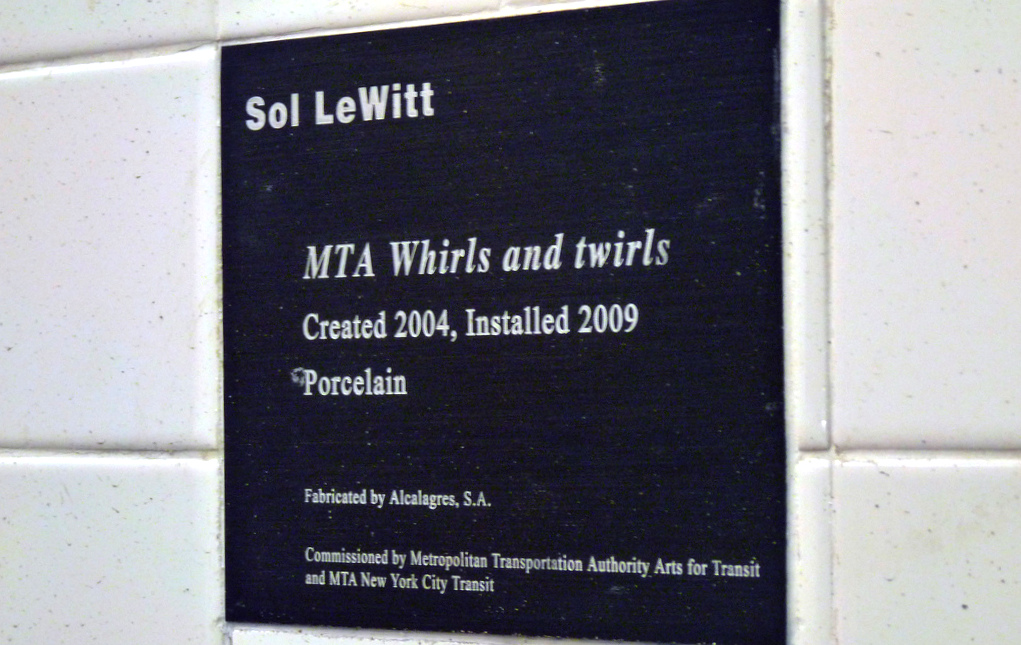 Sol LeWitt
MTA Whirls and twirls
Created 2004, Installed 2009
Porcelain
Fabricated by Alcalagres, S.A.
Commissioned by Metropolitan Transportation Authority Arts for Transit
and MTA New York City Transit